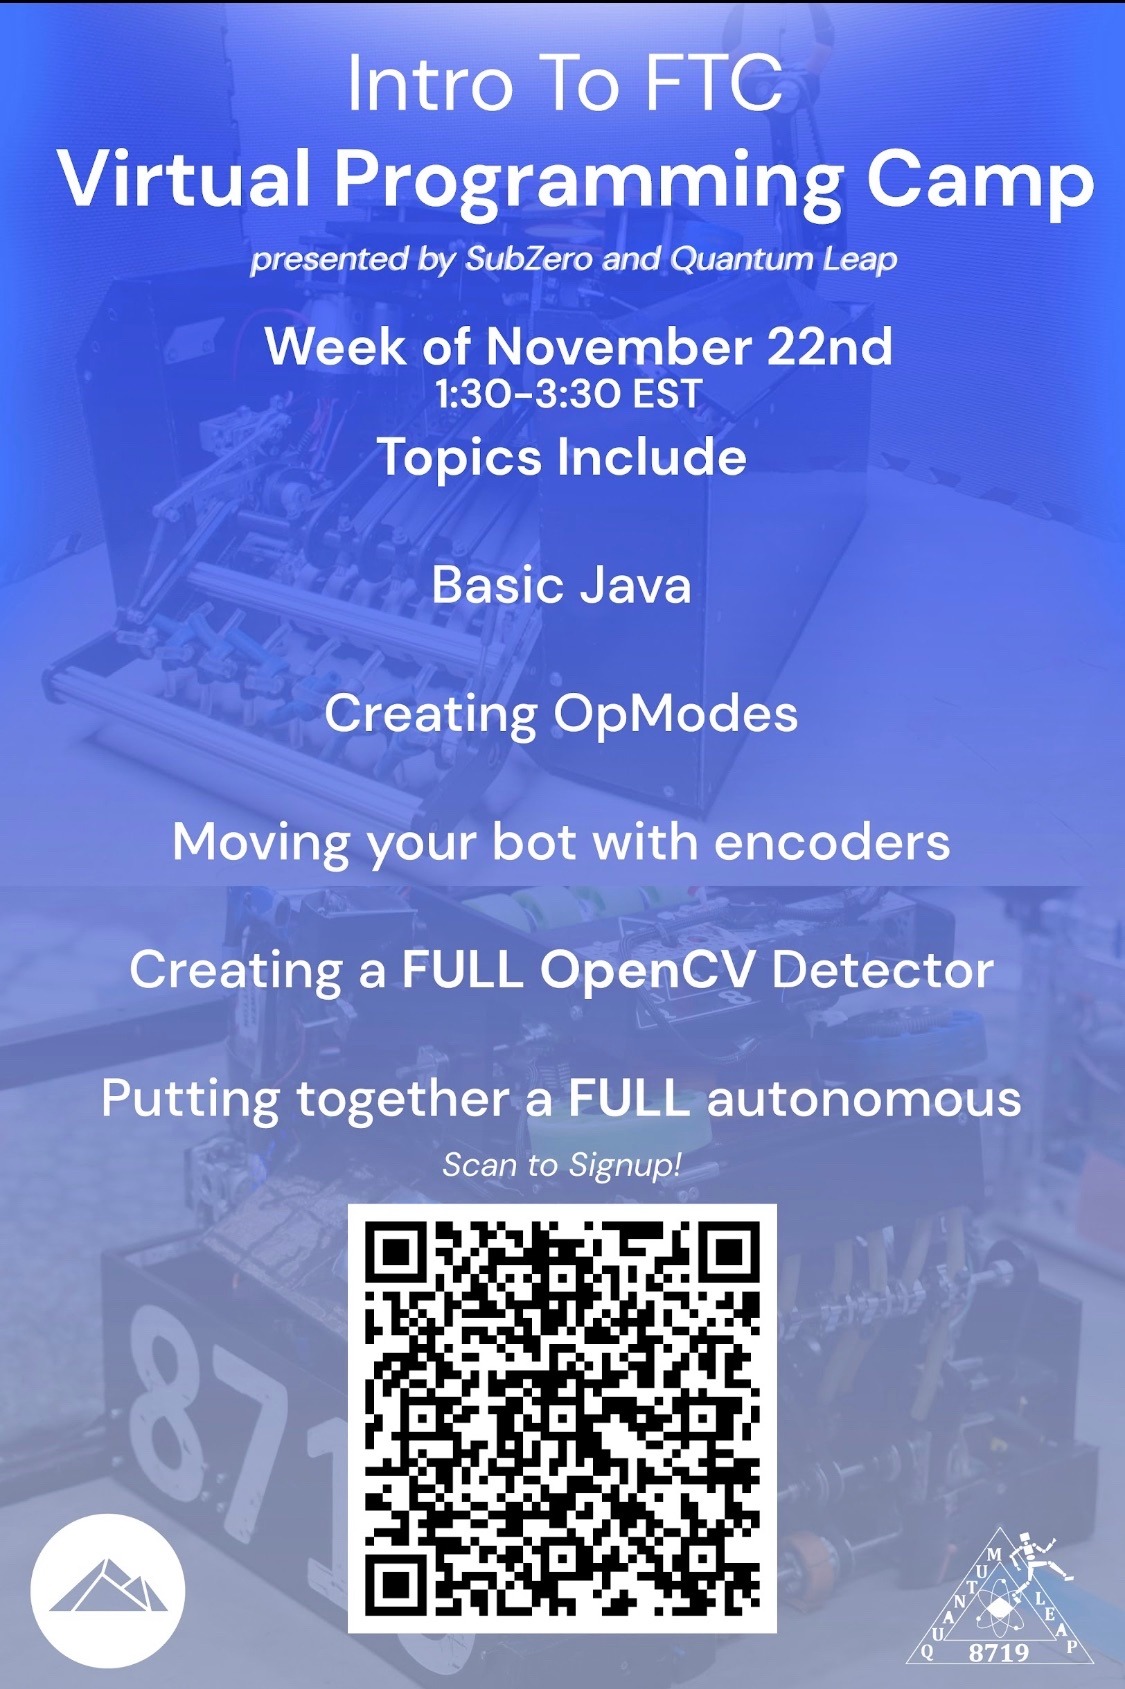 Intro To FTC
Virtual Programming Camp
presented by SubZero and Quantum Leap
Week of November 22nd
1:30-3:30 EST
Topics Include
Basic Java
Creating OpModes
Moving your bot with encoders
Creating a FULL OpenCV Detector
Putting together a FULL autonomous
Scan to Signup!
871
QUANTUM LEAP
8719